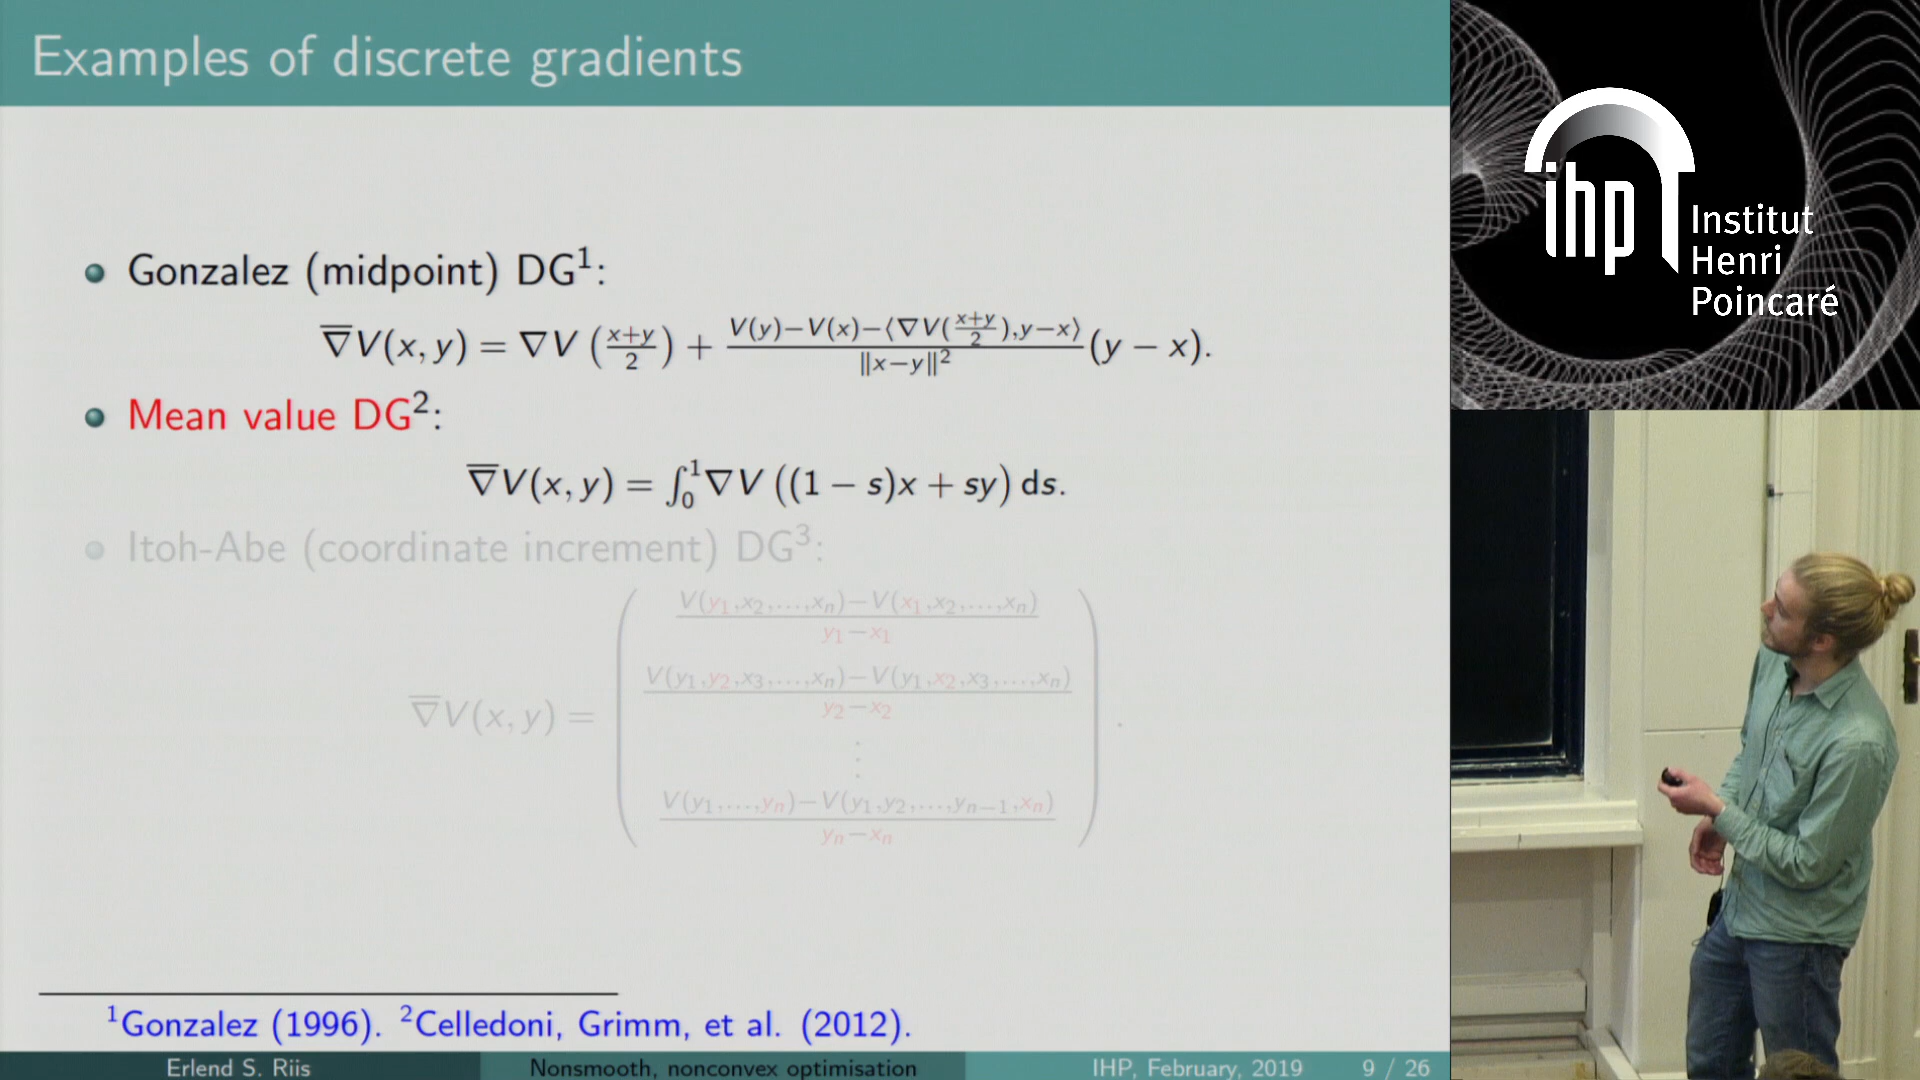 Examples of discrete gradients
Gonzalez (midpoint) DG¹:
∇̅V(x, y) = ∇V (x+y/2) + V(y)−V(x)−⟨∇V(x+y/2),y−x⟩/‖x−y‖² (y − x).
Mean value DG²:
∇̅V(x, y) = ∫₀¹∇V ((1 − s)x + sy) ds.
Itoh-Abe (coordinate increment) DG³:
V(y₁,x₂,...,xₙ)−V(x₁,x₂,...,xₙ)
y₁−x₁
V(y₁,y₂,x₃,...,xₙ)−V(y₁,x₂,x₃,...,xₙ)
y₂−x₂
∇̅V(x, y) =
⋮
.
V(y₁,...,yₙ)−V(y₁,y₂,...,yₙ₋₁,xₙ)
yₙ−xₙ
¹Gonzalez (1996). ²Celledoni, Grimm, et al. (2012).
Erlend S. Riis
Nonsmooth, nonconvex optimisation
IHP, February, 2019
9 / 26
ihp
Institut
Henri
Poincaré